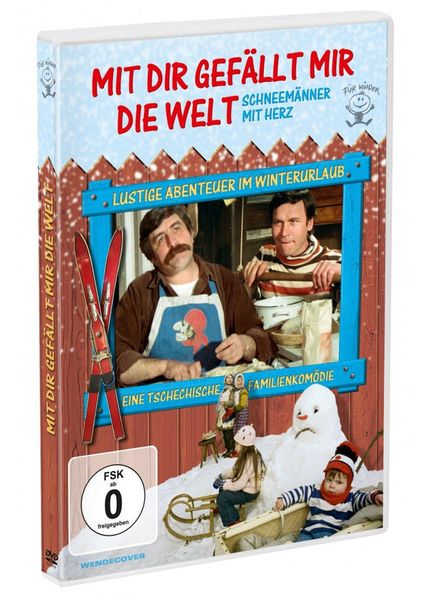 MIT DIR GEFÄLLT MIR
DIE WELT
SCHNEEMÄNNER
MIT HERZ
FÜR KINDER
LUSTIGE ABENTEUER IM WINTERURLAUB
EINE TSCHECHISCHE FAMILIENKOMÖDIE
FSK
ab
0
freigegeben
WENDECOVER
MIT DIR GEFÄLLT MIR DIE WELT
DVD